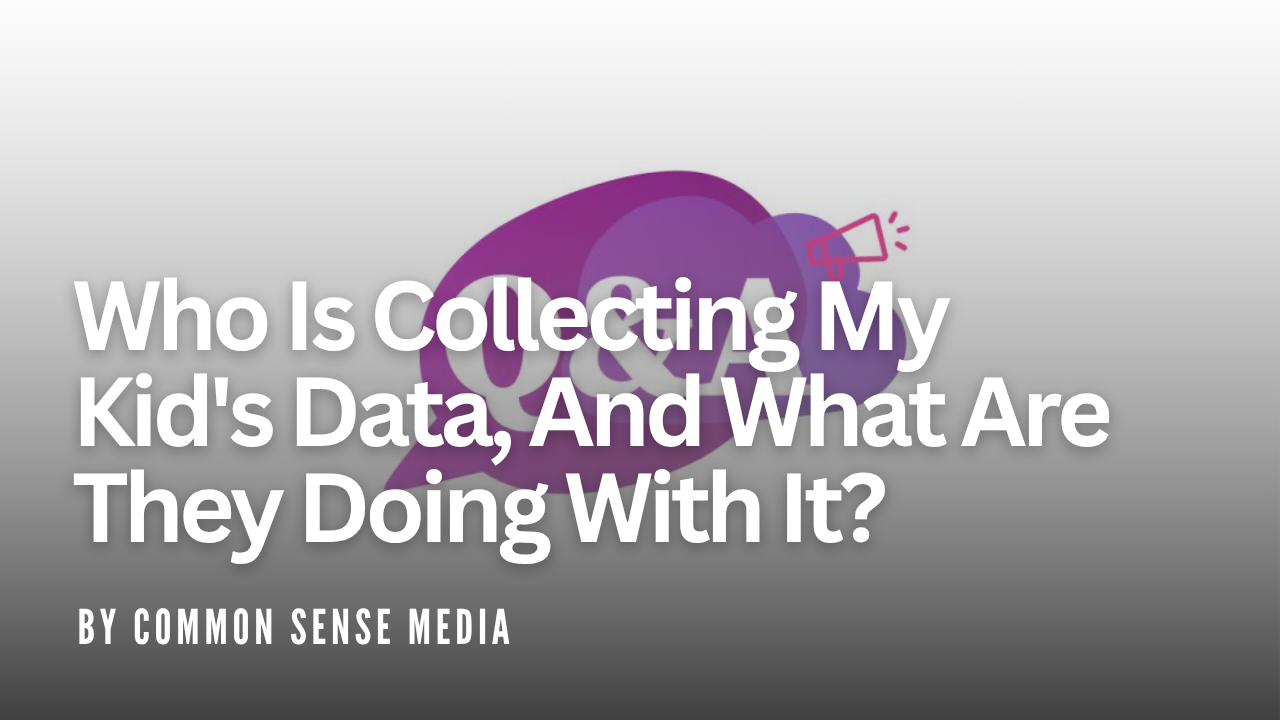 Q&A
Who Is Collecting My
Kid's Data, And What Are
They Doing With It?
BY COMMON SENSE MEDIA